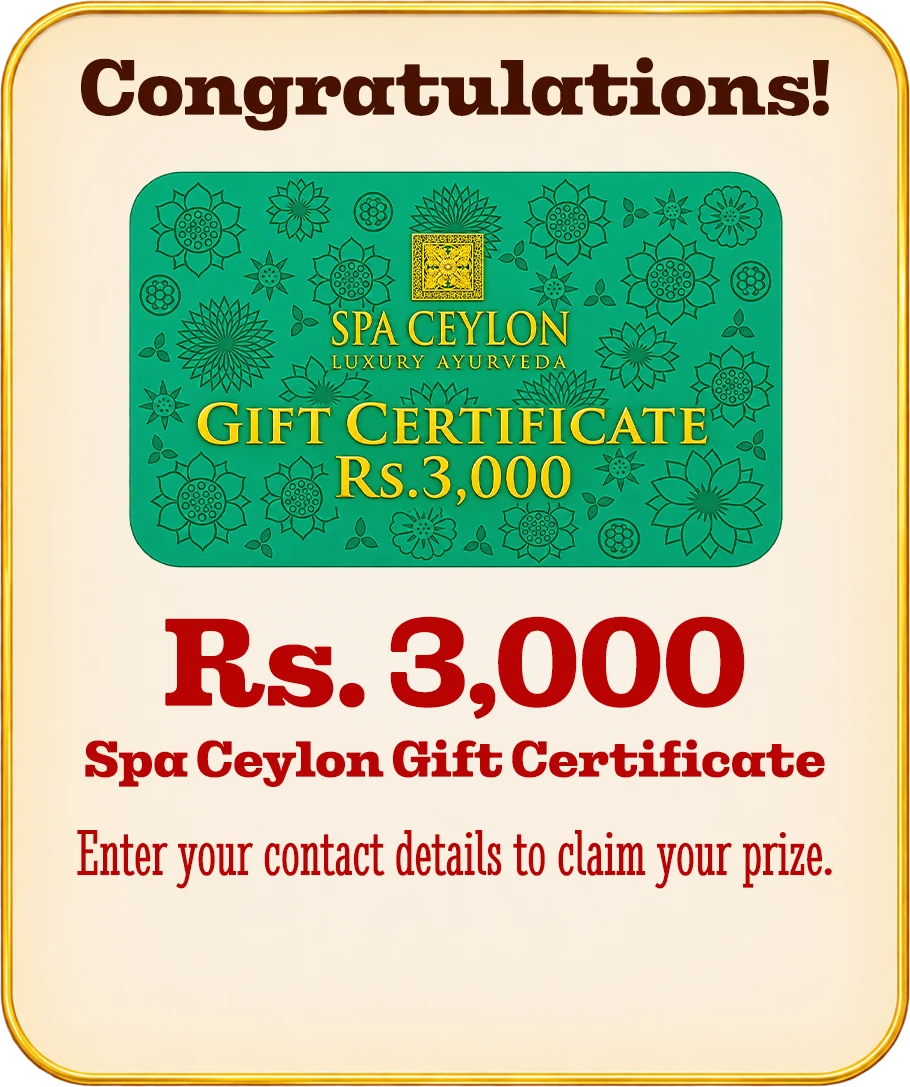 Congratulations!
SPA CEYLON
LUXURY AYURVEDA
GIFT CERTIFICATE
RS.3,000
Rs. 3,000
Spa Ceylon Gift Certificate
Enter your contact details to claim your prize.